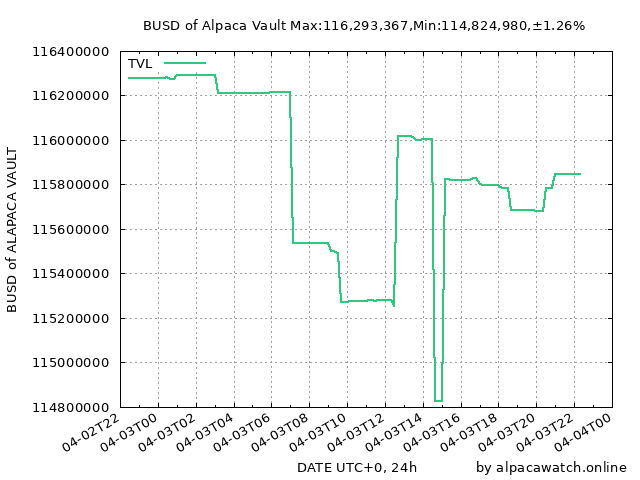 BUSD of Alpaca Vault Max:116,293,367,Min:114,824,980,±1.26%
TVL
116400000
116200000
116000000
115800000
115600000
115400000
115200000
115000000
114800000
BUSD of ALAPACA VAULT
04-02T22
04-03T00
04-03T02
04-03T04
04-03T06
04-03T08
04-03T10
04-03T12
04-03T14
04-03T16
04-03T18
04-03T20
04-03T22
04-04T00
DATE UTC+0, 24h
by alpacawatch.online